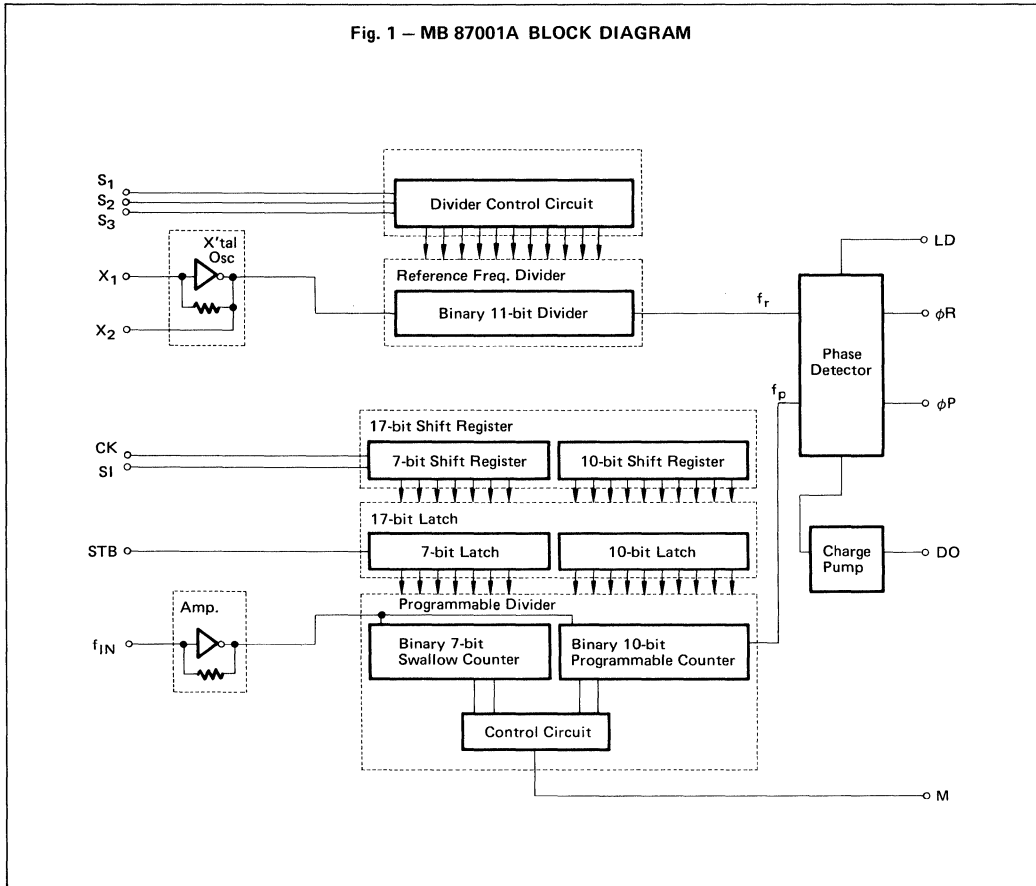 Fig. 1 – MB 87001A BLOCK DIAGRAM
S1
S2
S3
Divider Control Circuit
X'tal
Osc
X1
X2
Reference Freq. Divider
Binary 11-bit Divider
fr
LD
φR
Phase
Detector
fp
φP
17-bit Shift Register
CK
SI
7-bit Shift Register
10-bit Shift Register
17-bit Latch
STB
7-bit Latch
10-bit Latch
Charge
Pump
DO
Programmable Divider
Amp.
fIN
Binary 7-bit
Swallow Counter
Binary 10-bit
Programmable Counter
Control Circuit
M